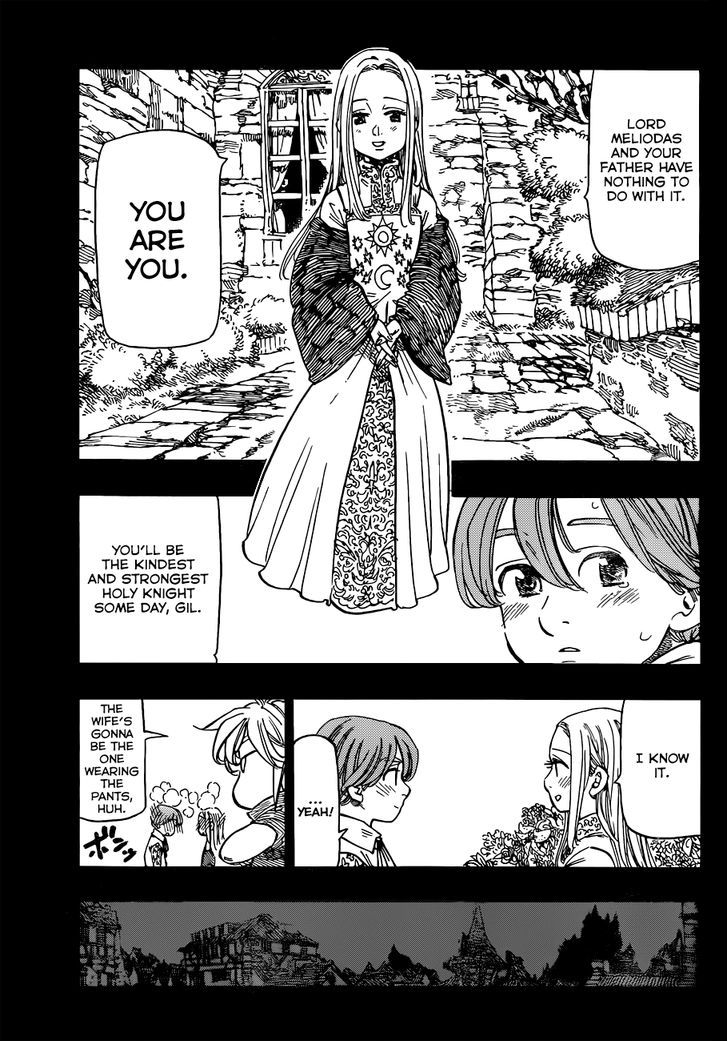 LORD
MELIODAS
AND YOUR
FATHER HAVE
NOTHING TO
DO WITH IT.
YOU
ARE
YOU.
YOU'LL BE
THE KINDEST
AND STRONGEST
HOLY KNIGHT
SOME DAY, GIL.
I KNOW
IT.
...
YEAH!
THE
WIFE'S
GONNA
BE THE
ONE
WEARING
THE
PANTS,
HUH.